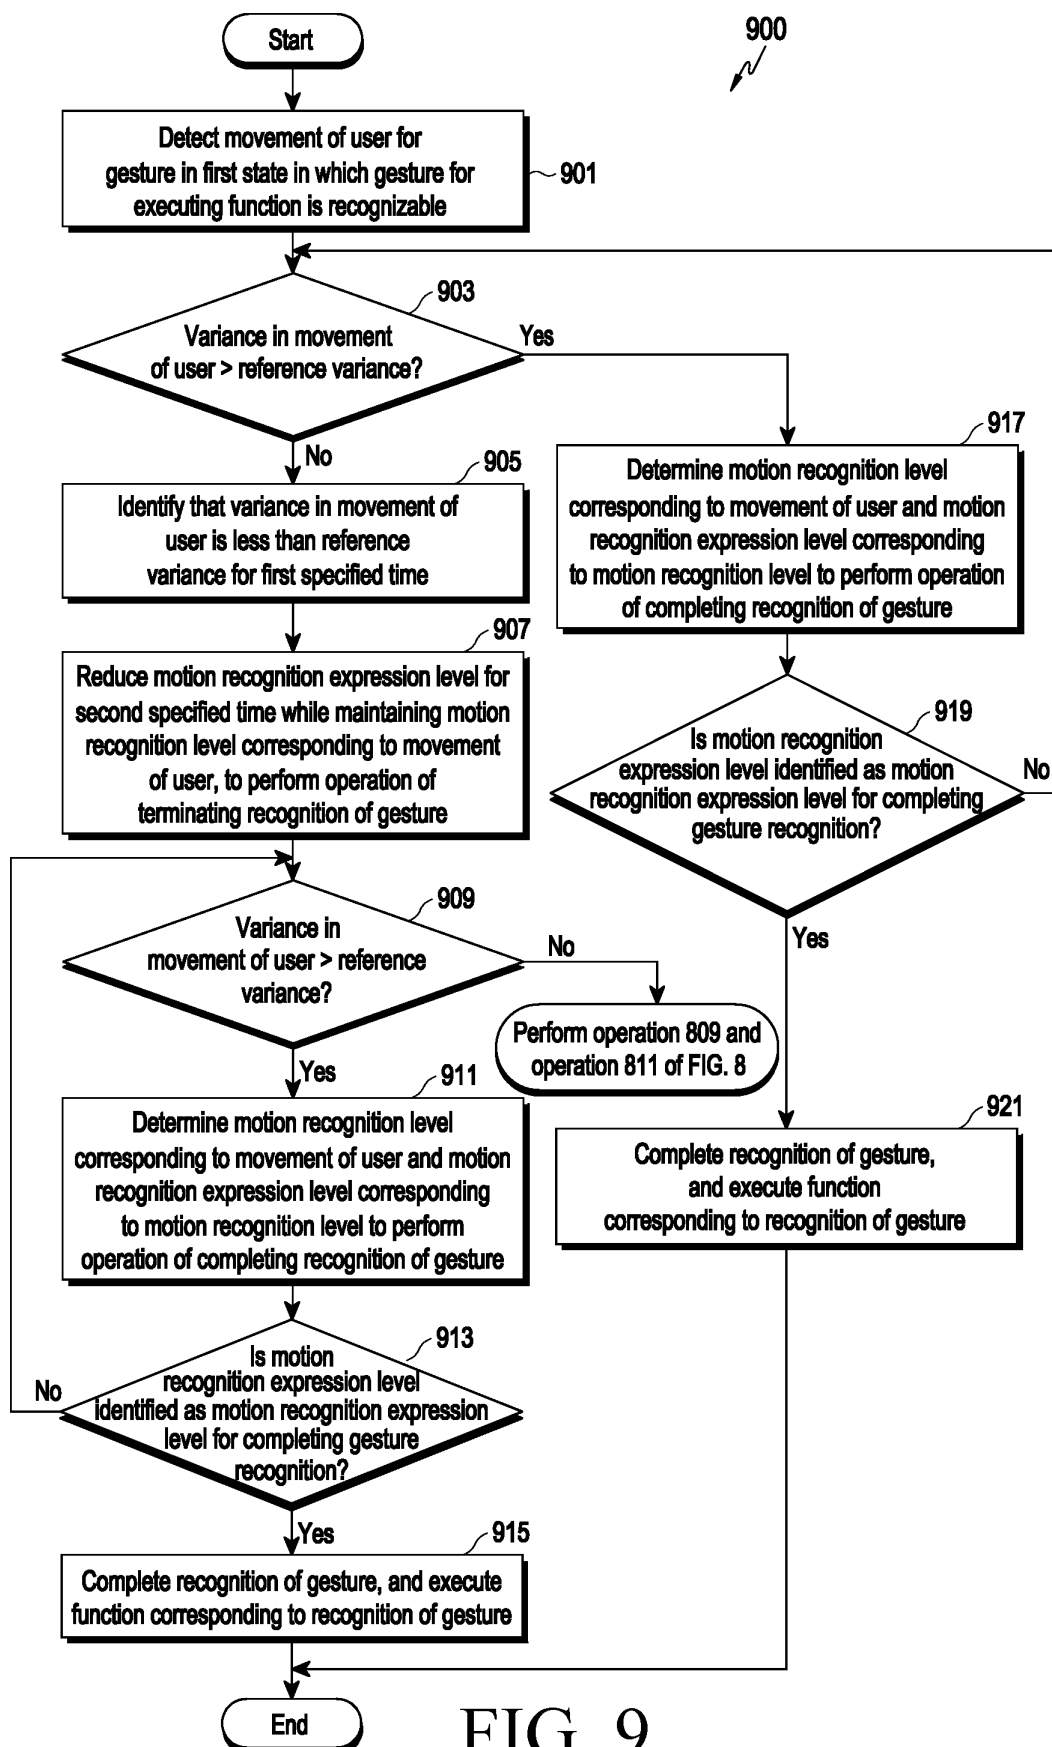 Start
900
Detect movement of user for
gesture in first state in which gesture for
executing function is recognizable
901
903
Variance in movement
of user > reference variance?
Yes
No
905
Identify that variance in movement of
user is less than reference
variance for first specified time
907
Reduce motion recognition expression level for
second specified time while maintaining motion
recognition level corresponding to movement
of user, to perform operation of
terminating recognition of gesture
909
Variance in
movement of user > reference
variance?
No
Perform operation 809 and
operation 811 of FIG. 8
Yes
911
Determine motion recognition level
corresponding to movement of user and motion
recognition expression level corresponding
to motion recognition level to perform
operation of completing recognition of gesture
913
Is motion
recognition expression level
identified as motion recognition expression
level for completing gesture
recognition?
No
Yes
915
Complete recognition of gesture, and execute
function corresponding to recognition of gesture
917
Determine motion recognition level
corresponding to movement of user and motion
recognition expression level corresponding
to motion recognition level to perform operation
of completing recognition of gesture
919
Is motion recognition
expression level identified as motion
recognition expression level for completing
gesture recognition?
No
Yes
921
Complete recognition of gesture,
and execute function
corresponding to recognition of gesture
End
FIG. 9